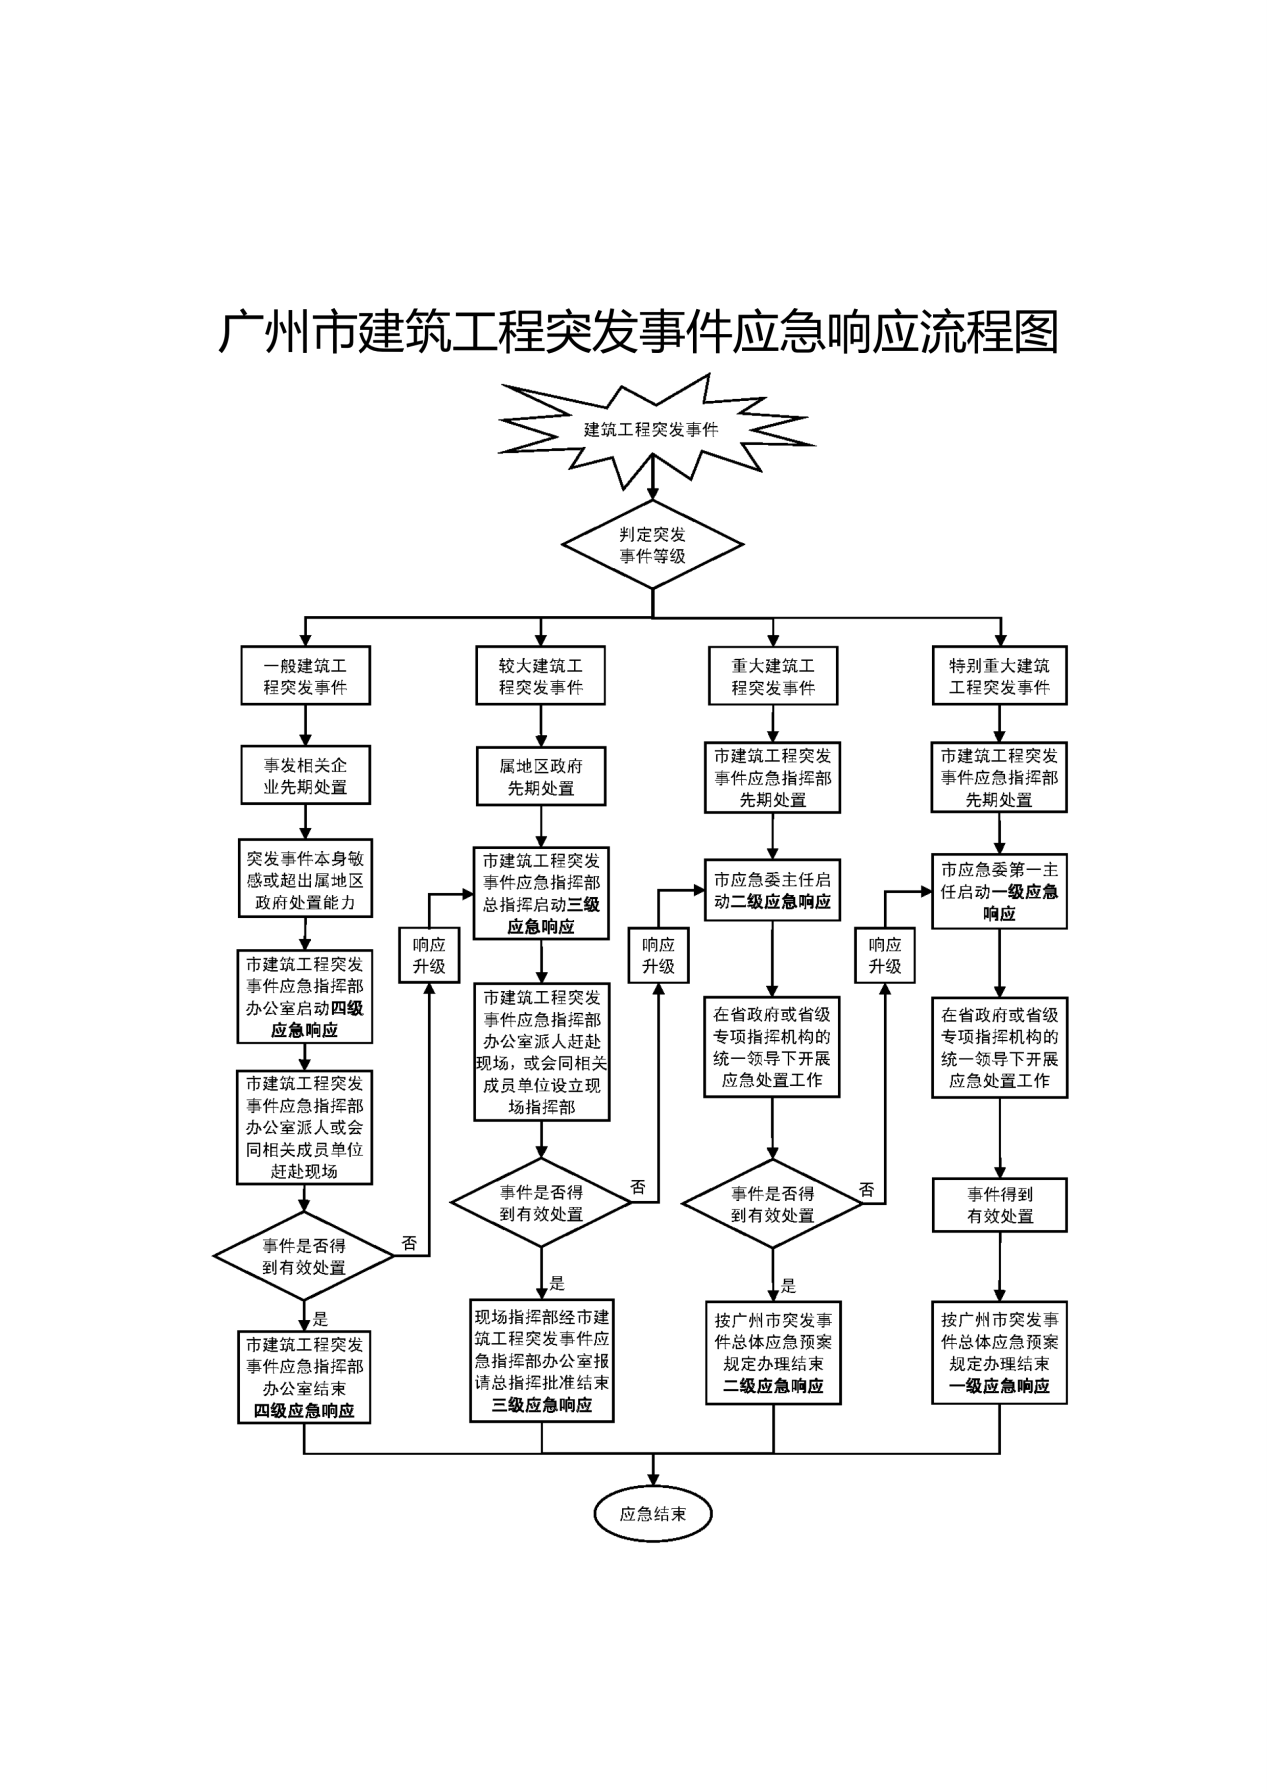 广州市建筑工程突发事件应急响应流程图
建筑工程突发事件
判定突发
事件等级
一般建筑工
程突发事件
事发相关企
业先期处置
突发事件本身敏
感或超出属地区
政府处置能力
市建筑工程突发
事件应急指挥部
办公室启动四级
应急响应
市建筑工程突发
事件应急指挥部
办公室派人或会
同相关成员单位
赶赴现场
事件是否得
到有效处置
否
响应
升级
是
市建筑工程突发
事件应急指挥部
办公室结束
四级应急响应
较大建筑工
程突发事件
属地区政府
先期处置
市建筑工程突发
事件应急指挥部
总指挥启动三级
应急响应
市建筑工程突发
事件应急指挥部
办公室派人赶赴
现场，或会同相关
成员单位设立现
场指挥部
事件是否得
到有效处置
否
响应
升级
是
现场指挥部经市建
筑工程突发事件应
急指挥部办公室报
请总指挥批准结束
三级应急响应
重大建筑工
程突发事件
市建筑工程突发
事件应急指挥部
先期处置
市应急委主任启
动二级应急响应
在省政府或省级
专项指挥机构的
统一领导下开展
应急处置工作
事件是否得
到有效处置
否
响应
升级
是
按广州市突发事
件总体应急预案
规定办理结束
二级应急响应
特别重大建筑
工程突发事件
市建筑工程突发
事件应急指挥部
先期处置
市应急委第一主
任启动一级应急
响应
在省政府或省级
专项指挥机构的
统一领导下开展
应急处置工作
事件得到
有效处置
按广州市突发事
件总体应急预案
规定办理结束
一级应急响应
应急结束